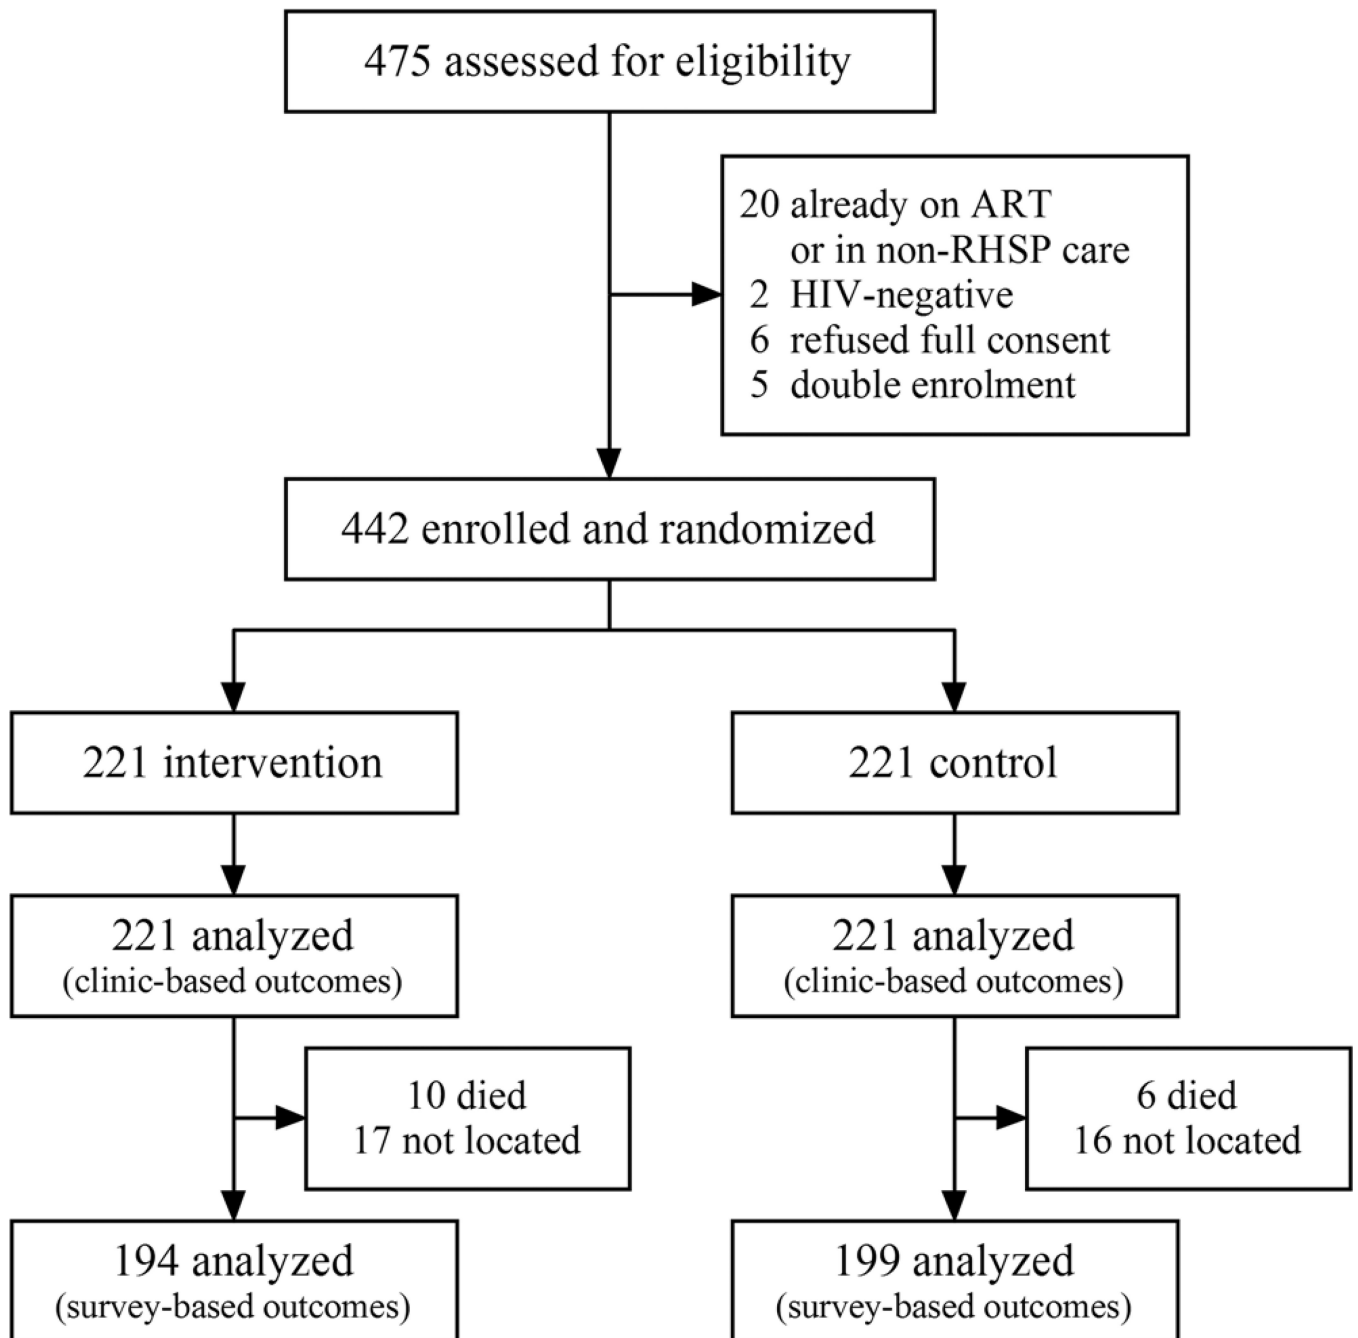 475 assessed for eligibility
20 already on ART
or in non-RHSP care
2 HIV-negative
6 refused full consent
5 double enrolment
442 enrolled and randomized
221 intervention
221 control
221 analyzed
(clinic-based outcomes)
221 analyzed
(clinic-based outcomes)
10 died
17 not located
6 died
16 not located
194 analyzed
(survey-based outcomes)
199 analyzed
(survey-based outcomes)